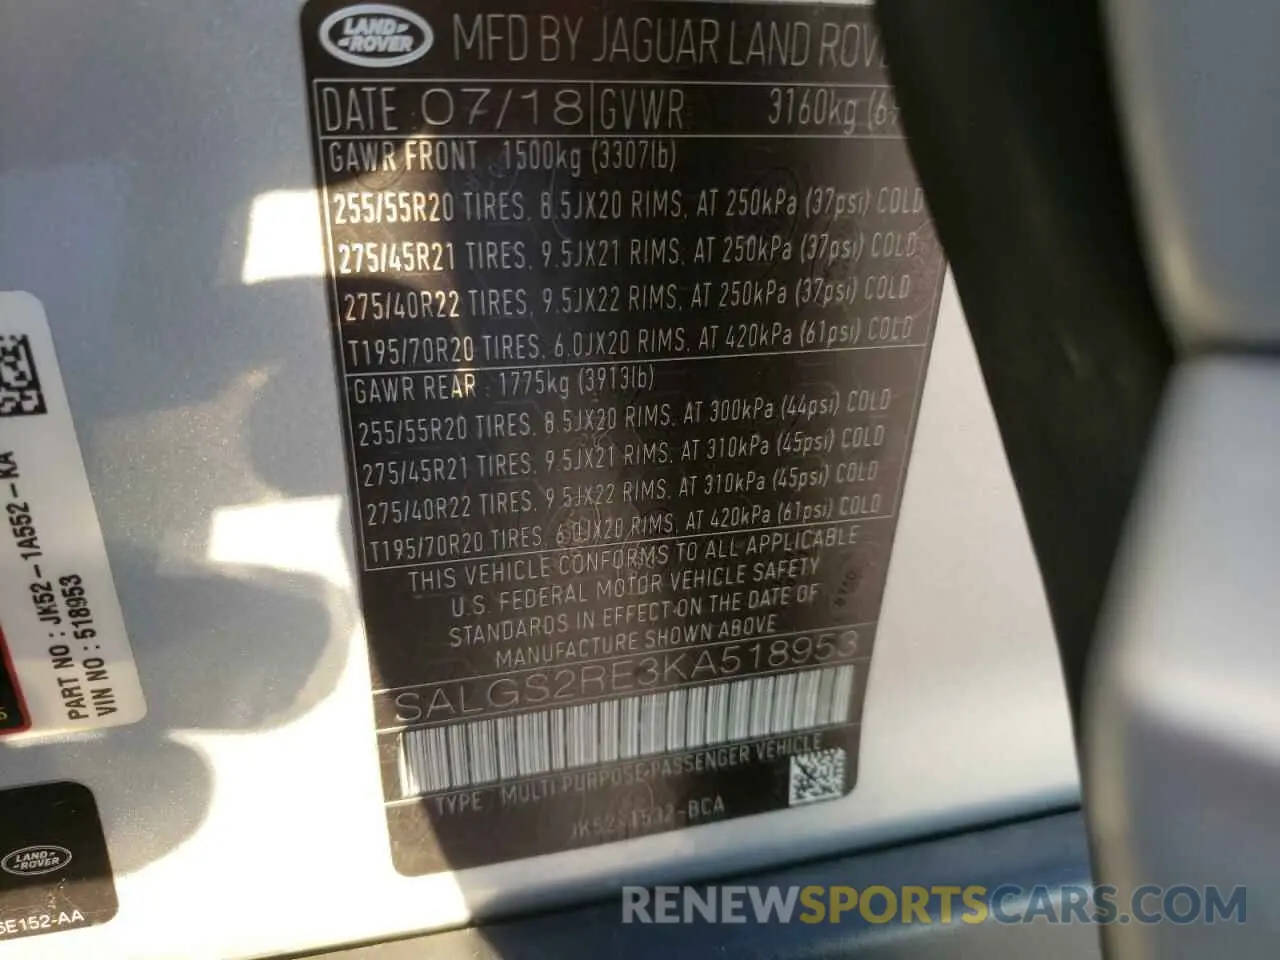 LAND ROVER MFD BY JAGUAR LAND ROV
DATE 07/18 GVWR 3160kg
GAWR FRONT 1500kg (3307lb)
255/55R20 TIRES, 8.5JX20 RIMS, AT 250kPa (37psi) COLD
275/45R21 TIRES, 9.5JX21 RIMS, AT 250kPa (37psi) COLD
275/40R22 TIRES, 9.5JX22 RIMS, AT 250kPa (37psi) COLD
T195/70R20 TIRES, 6.0JX20 RIMS, AT 420kPa (61psi) COLD
GAWR REAR 1775kg (3913lb)
255/55R20 TIRES, 8.5JX20 RIMS, AT 300kPa (44psi) COLD
275/45R21 TIRES, 9.5JX21 RIMS, AT 310kPa (45psi) COLD
275/40R22 TIRES, 9.5JX22 RIMS, AT 310kPa (45psi) COLD
T195/70R20 TIRES, 6.0JX20 RIMS, AT 420kPa (61psi) COLD
THIS VEHICLE CONFORMS TO ALL APPLICABLE
U.S. FEDERAL MOTOR VEHICLE SAFETY
STANDARDS IN EFFECT ON THE DATE OF
MANUFACTURE SHOWN ABOVE
SALGS2RE3KA518953
TYPE : MULTI PURPOSE PASSENGER VEHICLE
PART NO : JK52-1A552-KA
VIN NO : 518953
LAND ROVER
6E152-AA
RENEWSPORTSCARS.COM